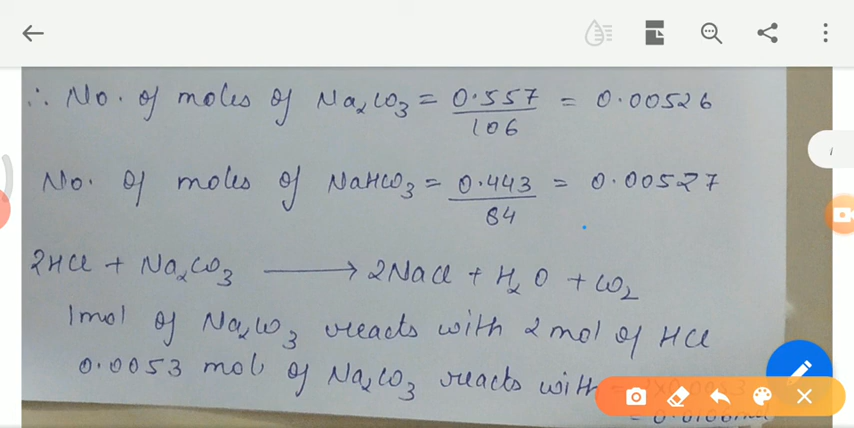 ∴ No. of moles of Na₂CO₃ = 0.557/106 = 0.00526
No. of moles of NaHCO₃ = 0.443/84 = 0.00527
2HCl + Na₂CO₃ ⟶ 2NaCl + H₂O + CO₂
1mol of Na₂CO₃ reacts with 2 mol of HCl
0.0053 mol of Na₂CO₃ reacts with